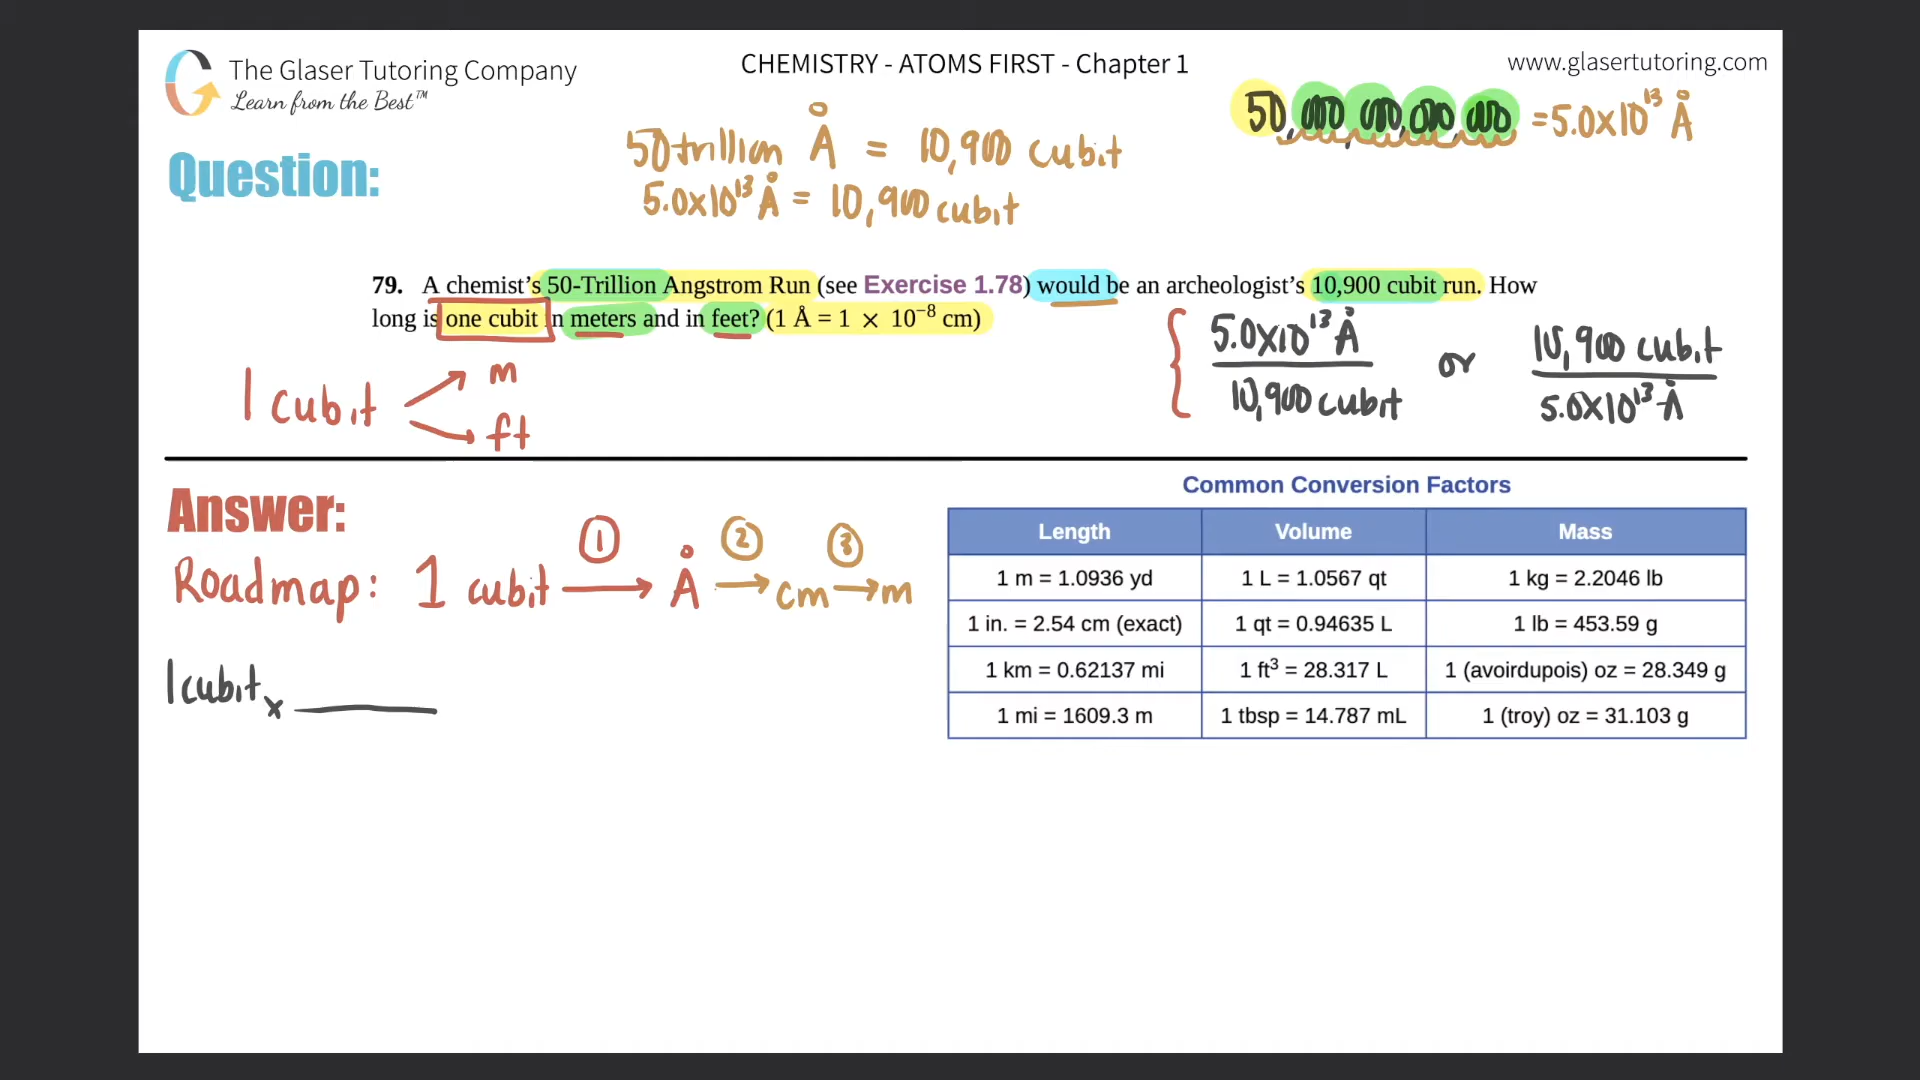 The Glaser Tutoring Company
Learn from the Best™
CHEMISTRY - ATOMS FIRST - Chapter 1
www.glasertutoring.com
50,000,000,000,000 = 5.0x10^13 Å
Question:
50 trillion Å = 10,900 cubit
5.0x10^13 Å = 10,900 cubit
79. A chemist's 50-Trillion Angstrom Run (see Exercise 1.78) would be an archeologist's 10,900 cubit run. How
long is one cubit in meters and in feet? (1 Å = 1 × 10⁻⁸ cm)
1 cubit
m
ft
5.0x10^13 Å
10,900 cubit
or
10,900 cubit
5.0x10^13 Å
Answer:
Roadmap: 1 cubit → Å → cm → m
① ② ③
1 cubit x
Common Conversion Factors
Length Volume Mass
1 m = 1.0936 yd 1 L = 1.0567 qt 1 kg = 2.2046 lb
1 in. = 2.54 cm (exact) 1 qt = 0.94635 L 1 lb = 453.59 g
1 km = 0.62137 mi 1 ft³ = 28.317 L 1 (avoirdupois) oz = 28.349 g
1 mi = 1609.3 m 1 tbsp = 14.787 mL 1 (troy) oz = 31.103 g